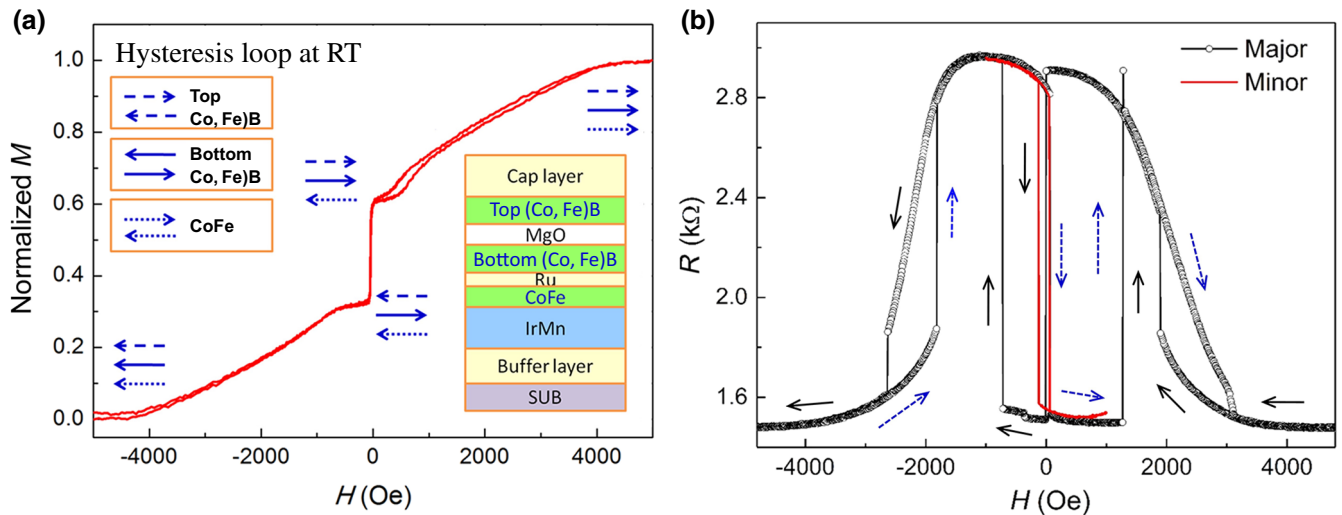 (a)
Hysteresis loop at RT
Top
Co, Fe)B
Bottom
Co, Fe)B
CoFe
Cap layer
Top (Co, Fe)B
MgO
Bottom (Co, Fe)B
Ru
CoFe
IrMn
Buffer layer
SUB
Normalized M
1.0
0.8
0.6
0.4
0.2
0.0
-4000 -2000 0 2000 4000
H (Oe)
(b)
Major
Minor
R (kΩ)
2.8
2.4
2.0
1.6
-4000 -2000 0 2000 4000
H (Oe)